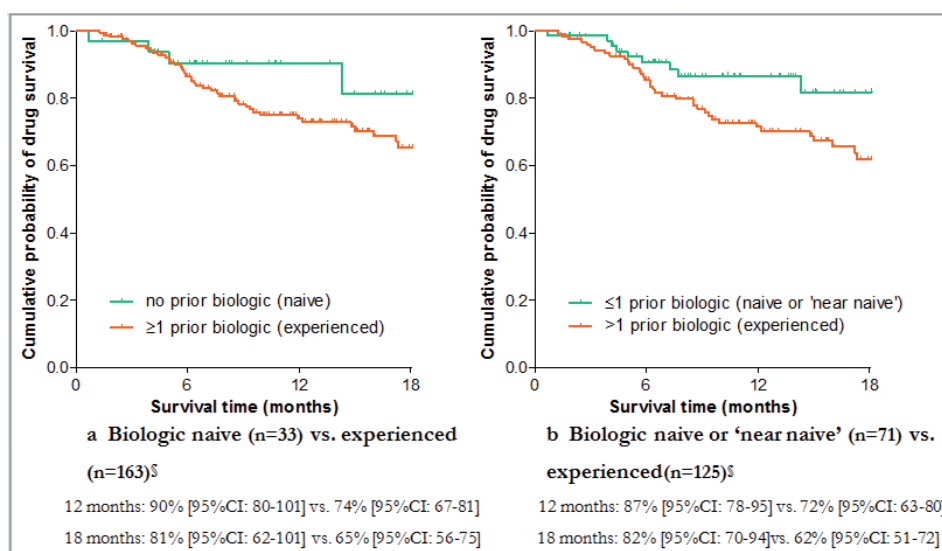 Cumulative probability of drug survival
1.0
0.8
0.6
0.4
0.2
0.0
no prior biologic (naive)
≥1 prior biologic (experienced)
0 6 12 18
Survival time (months)
a Biologic naive (n=33) vs. experienced
(n=163)§
12 months: 90% [95%CI: 80-101] vs. 74% [95%CI: 67-81]
18 months: 81% [95%CI: 62-101] vs. 65% [95%CI: 56-75]
Cumulative probability of drug survival
1.0
0.8
0.6
0.4
0.2
0.0
≤1 prior biologic (naive or 'near naive')
>1 prior biologic (experienced)
0 6 12 18
Survival time (months)
b Biologic naive or ‘near naive’ (n=71) vs.
experienced(n=125)§
12 months: 87% [95%CI: 78-95] vs. 72% [95%CI: 63-80]
18 months: 82% [95%CI: 70-94]vs. 62% [95%CI: 51-72]